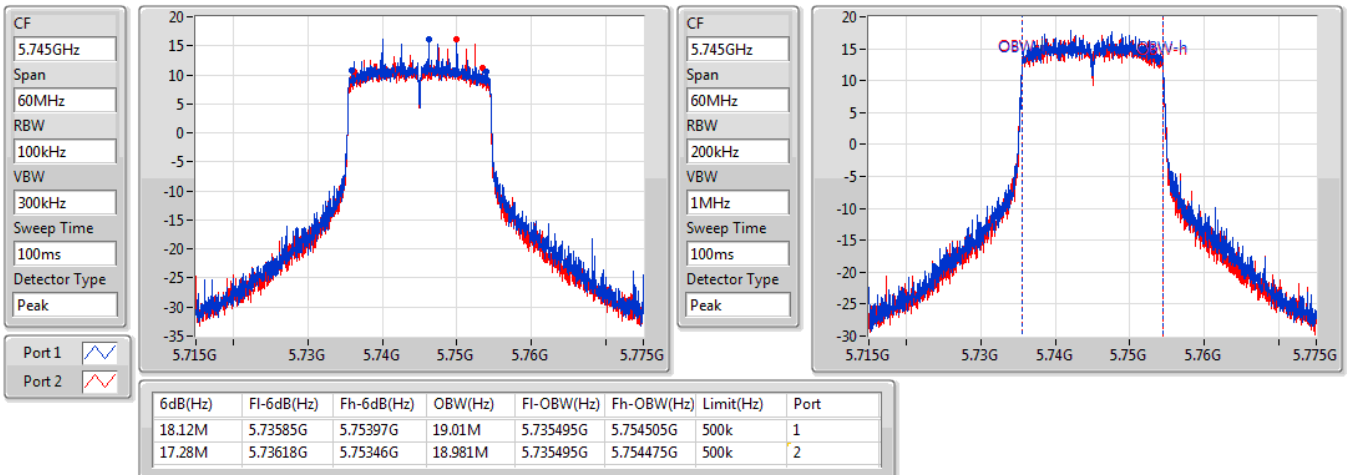 CF
5.745GHz
Span
60MHz
RBW
100kHz
VBW
300kHz
Sweep Time
100ms
Detector Type
Peak
Port 1
Port 2
20
15
10
5
0
-5
-10
-15
-20
-25
-30
-35
5.715G 5.73G 5.74G 5.75G 5.76G 5.775G
CF
5.745GHz
Span
60MHz
RBW
200kHz
VBW
1MHz
Sweep Time
100ms
Detector Type
Peak
20
15
10
5
0
-5
-10
-15
-20
-25
-30
OBW-h
5.715G 5.73G 5.74G 5.75G 5.76G 5.775G
6dB(Hz) Fl-6dB(Hz) Fh-6dB(Hz) OBW(Hz) Fl-OBW(Hz) Fh-OBW(Hz) Limit(Hz) Port
18.12M 5.73585G 5.75397G 19.01M 5.735495G 5.754505G 500k 1
17.28M 5.73618G 5.75346G 18.981M 5.735495G 5.754475G 500k 2